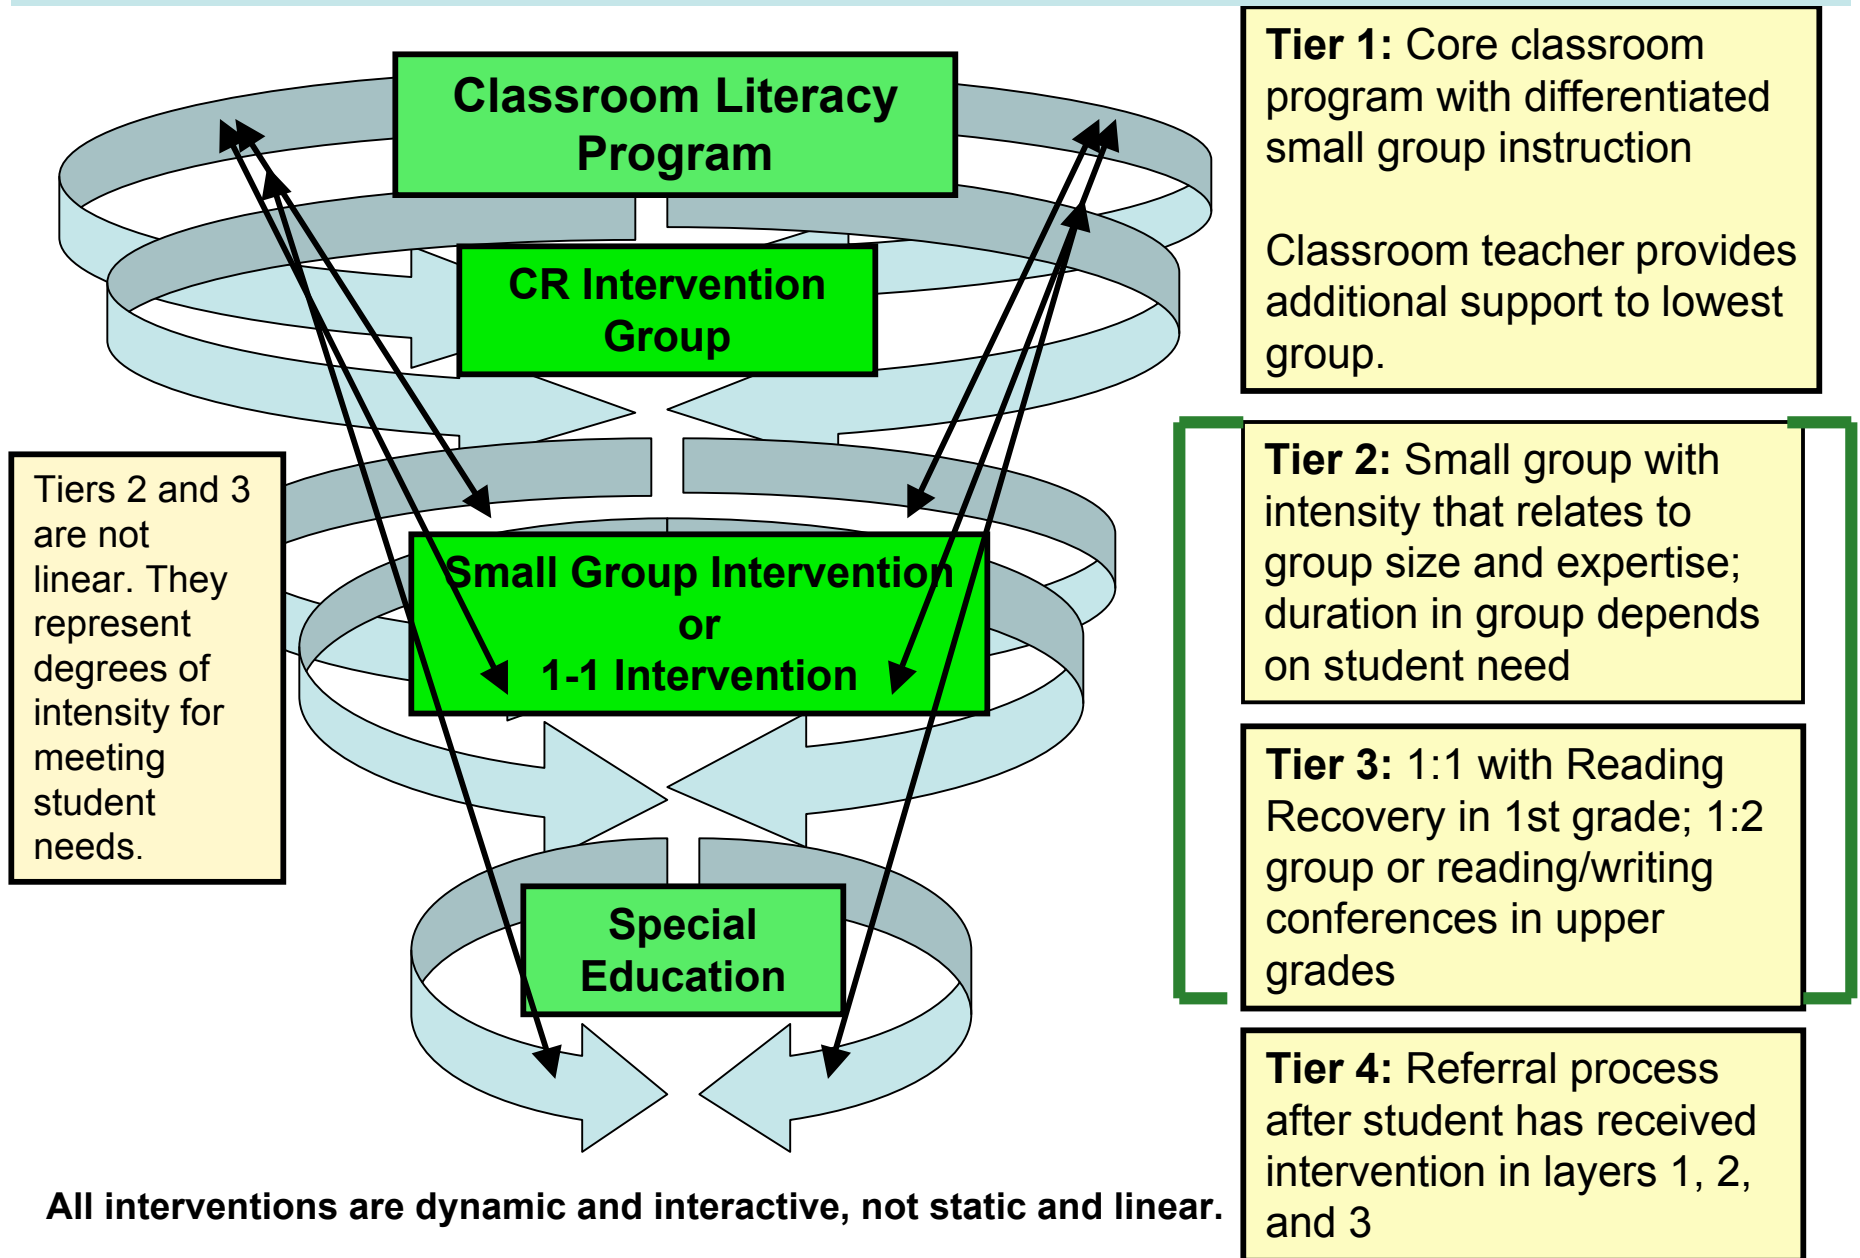 Classroom Literacy
Program
CR Intervention
Group
Small Group Intervention
or
1-1 Intervention
Special
Education
Tiers 2 and 3
are not
linear. They
represent
degrees of
intensity for
meeting
student
needs.
Tier 1: Core classroom
program with differentiated
small group instruction
Classroom teacher provides
additional support to lowest
group.
Tier 2: Small group with
intensity that relates to
group size and expertise;
duration in group depends
on student need
Tier 3: 1:1 with Reading
Recovery in 1st grade; 1:2
group or reading/writing
conferences in upper
grades
Tier 4: Referral process
after student has received
intervention in layers 1, 2,
and 3
All interventions are dynamic and interactive, not static and linear.